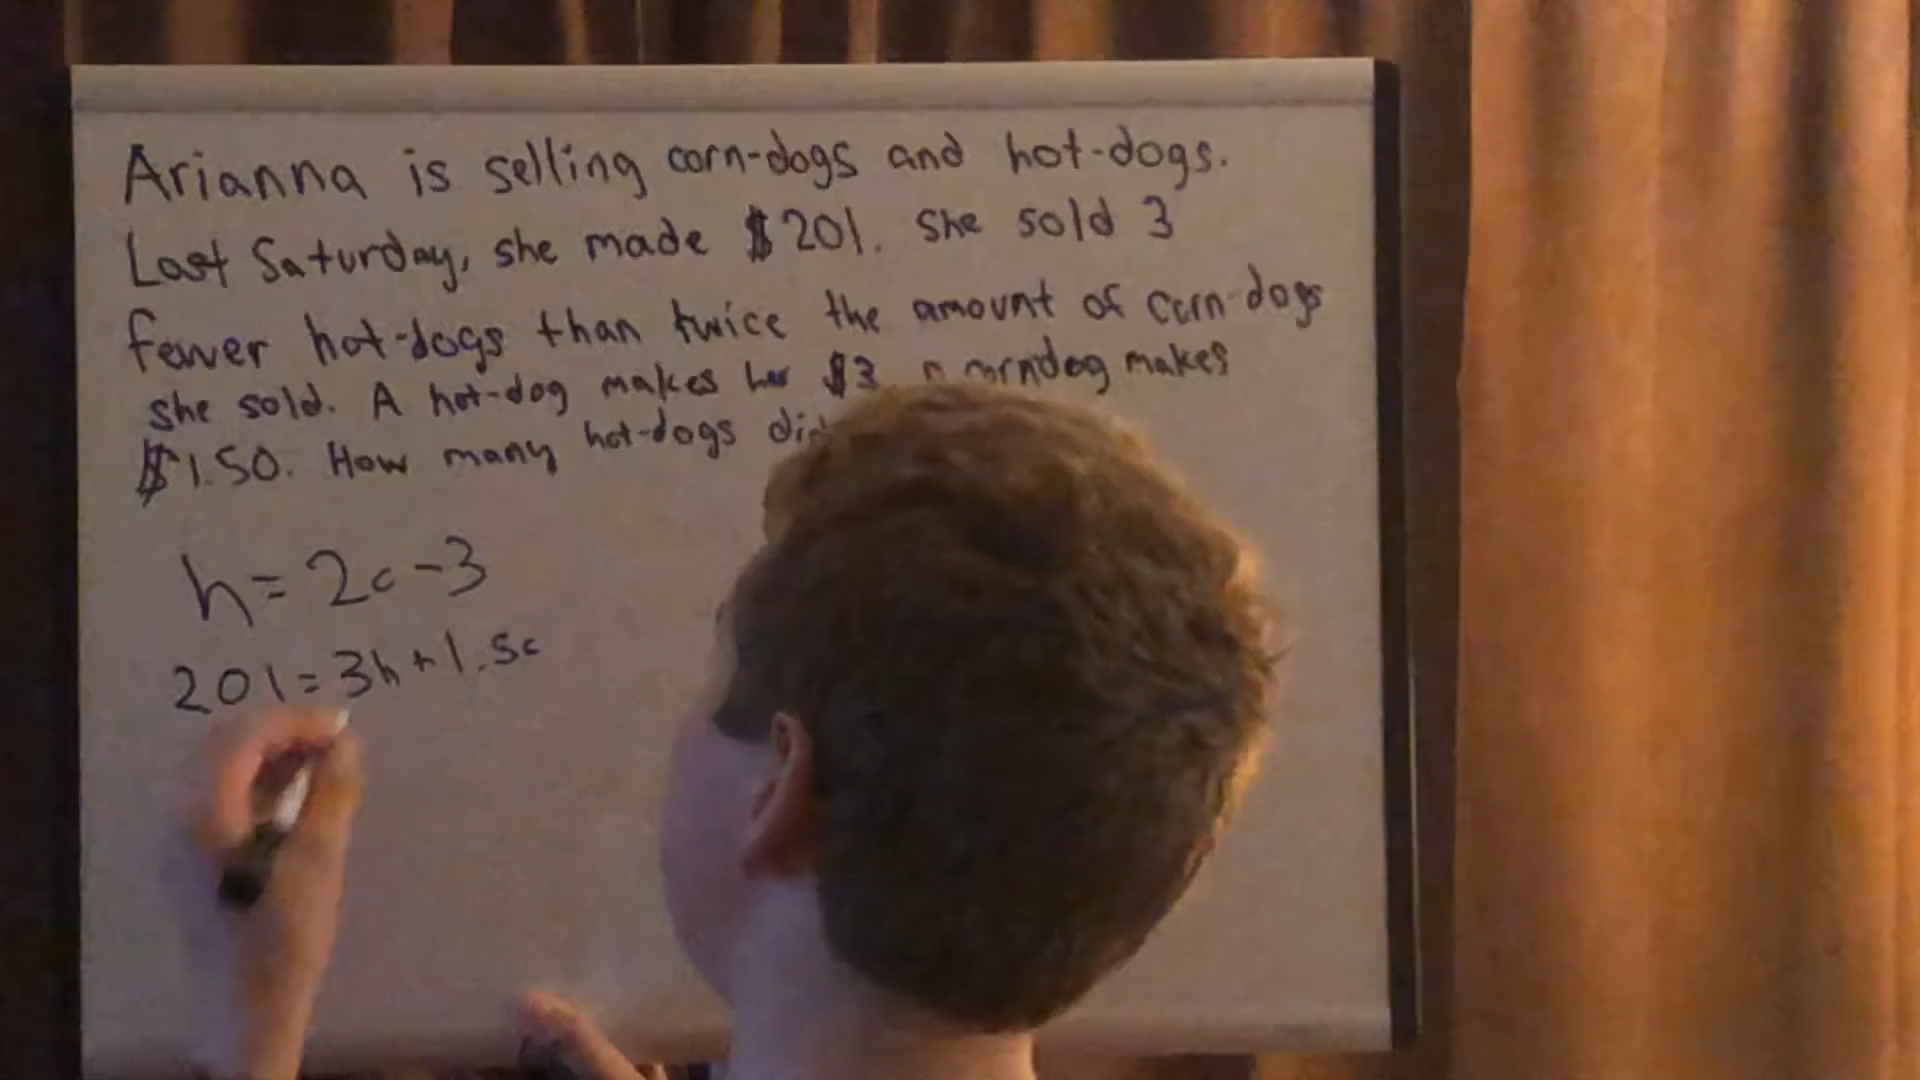 Arianna is selling corn-dogs and hot-dogs.
Last Saturday, she made $201. She sold 3
fewer hot-dogs than twice the amount of corn-dogs
she sold. A hot-dog makes her $3 corndog makes
$1.50. How many hot-dogs
h=2c-3
201=3h+1.5c